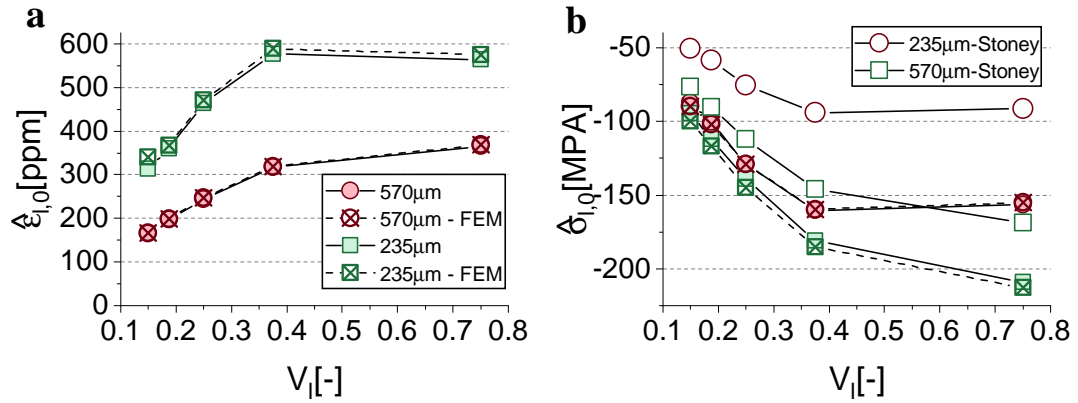 a
600
500
400
300
200
100
0
ε̂l,0[ppm]
570μm
570μm - FEM
235μm
235μm - FEM
0.1 0.2 0.3 0.4 0.5 0.6 0.7 0.8
Vl[-]
b
-50
-100
-150
-200
σ̂l,0[MPA]
235μm-Stoney
570μm-Stoney
0.1 0.2 0.3 0.4 0.5 0.6 0.7 0.8
Vl[-]